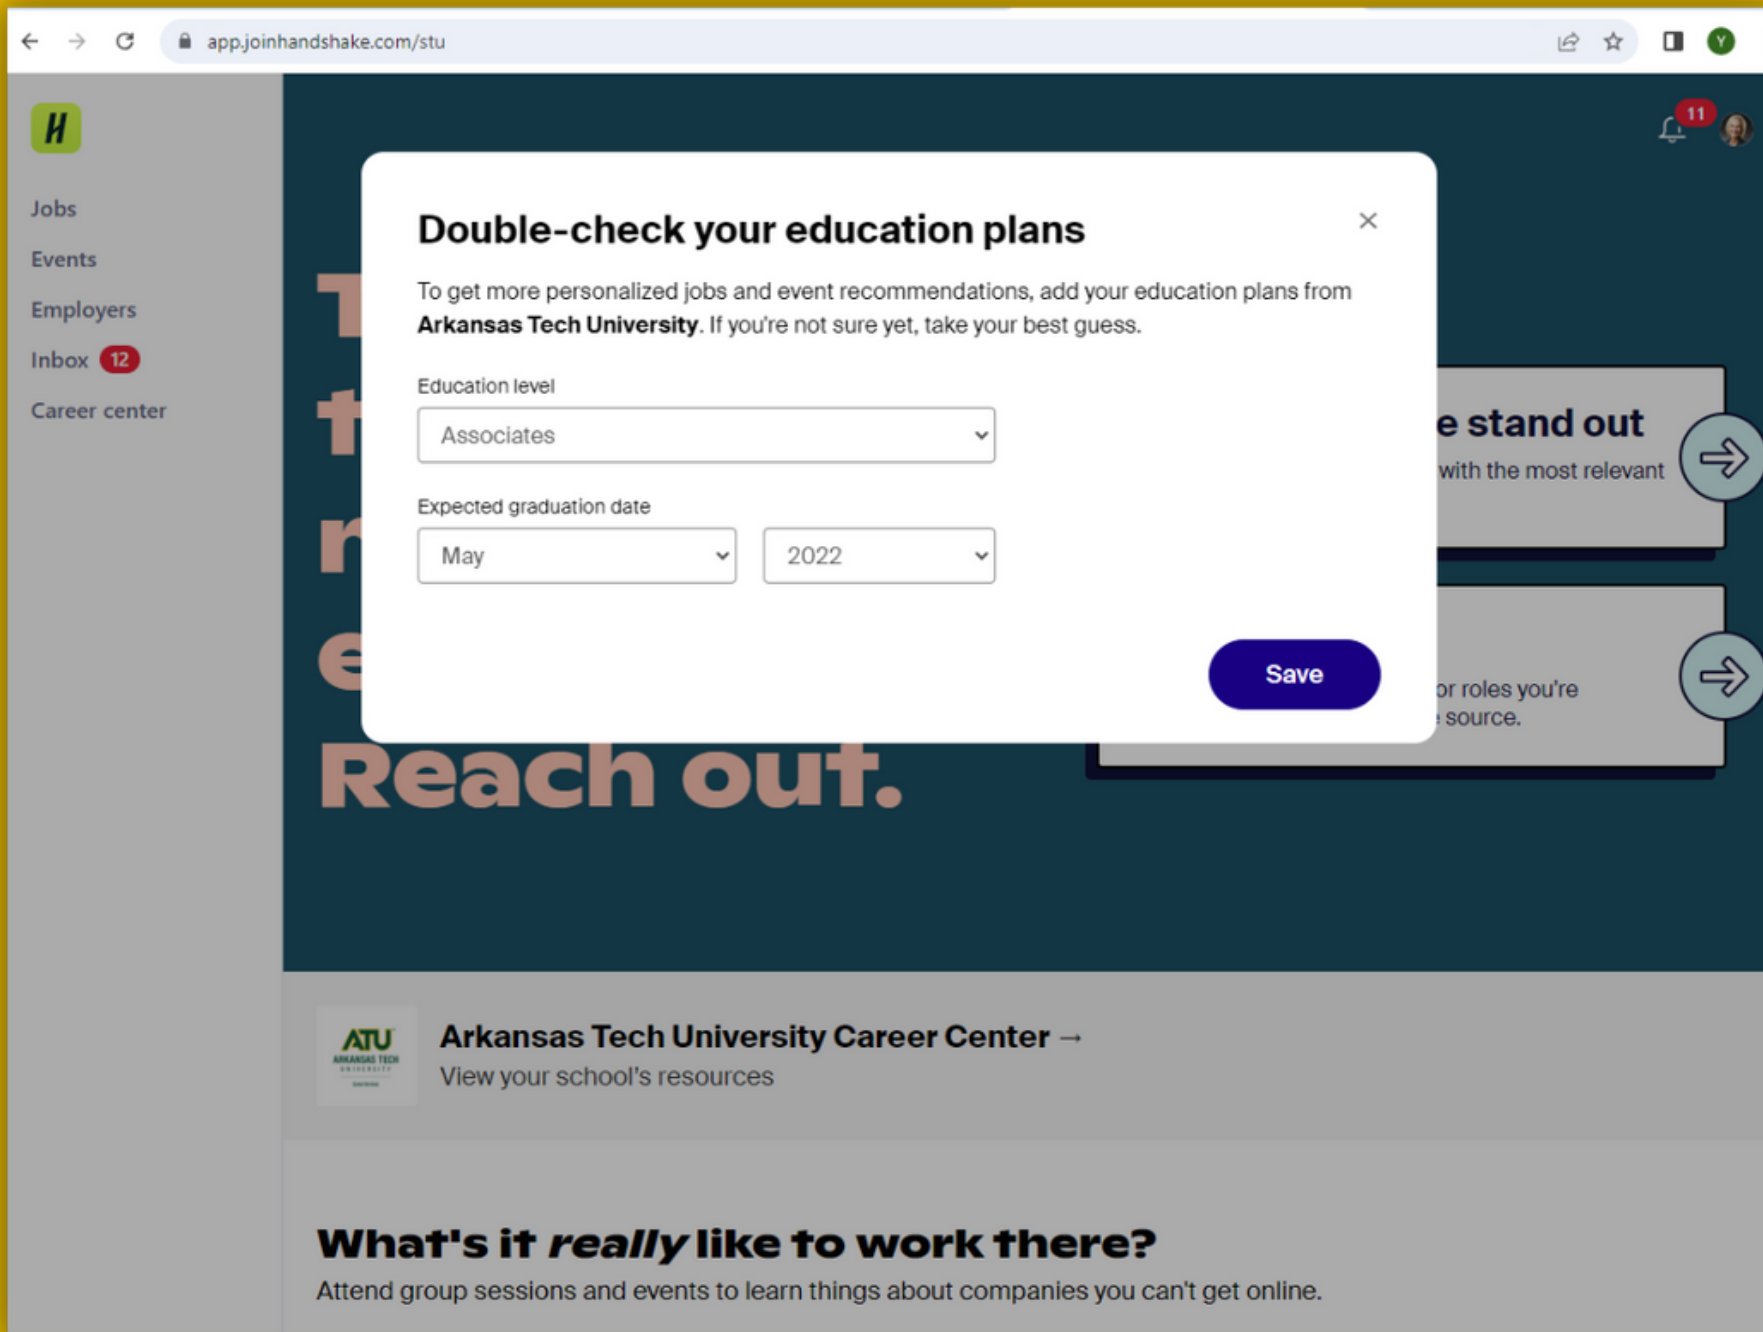 app.joinhandshake.com/stu
Y
H
11
Jobs
Events
Employers
Inbox 12
Career center
Double-check your education plans
To get more personalized jobs and event recommendations, add your education plans from
Arkansas Tech University. If you're not sure yet, take your best guess.
Education level
Associates
Expected graduation date
May 2022
Save
e stand out
with the most relevant
or roles you're
source.
Reach out.
ATU
ARKANSAS TECH
UNIVERSITY
Arkansas Tech University Career Center →
View your school's resources
What's it really like to work there?
Attend group sessions and events to learn things about companies you can't get online.